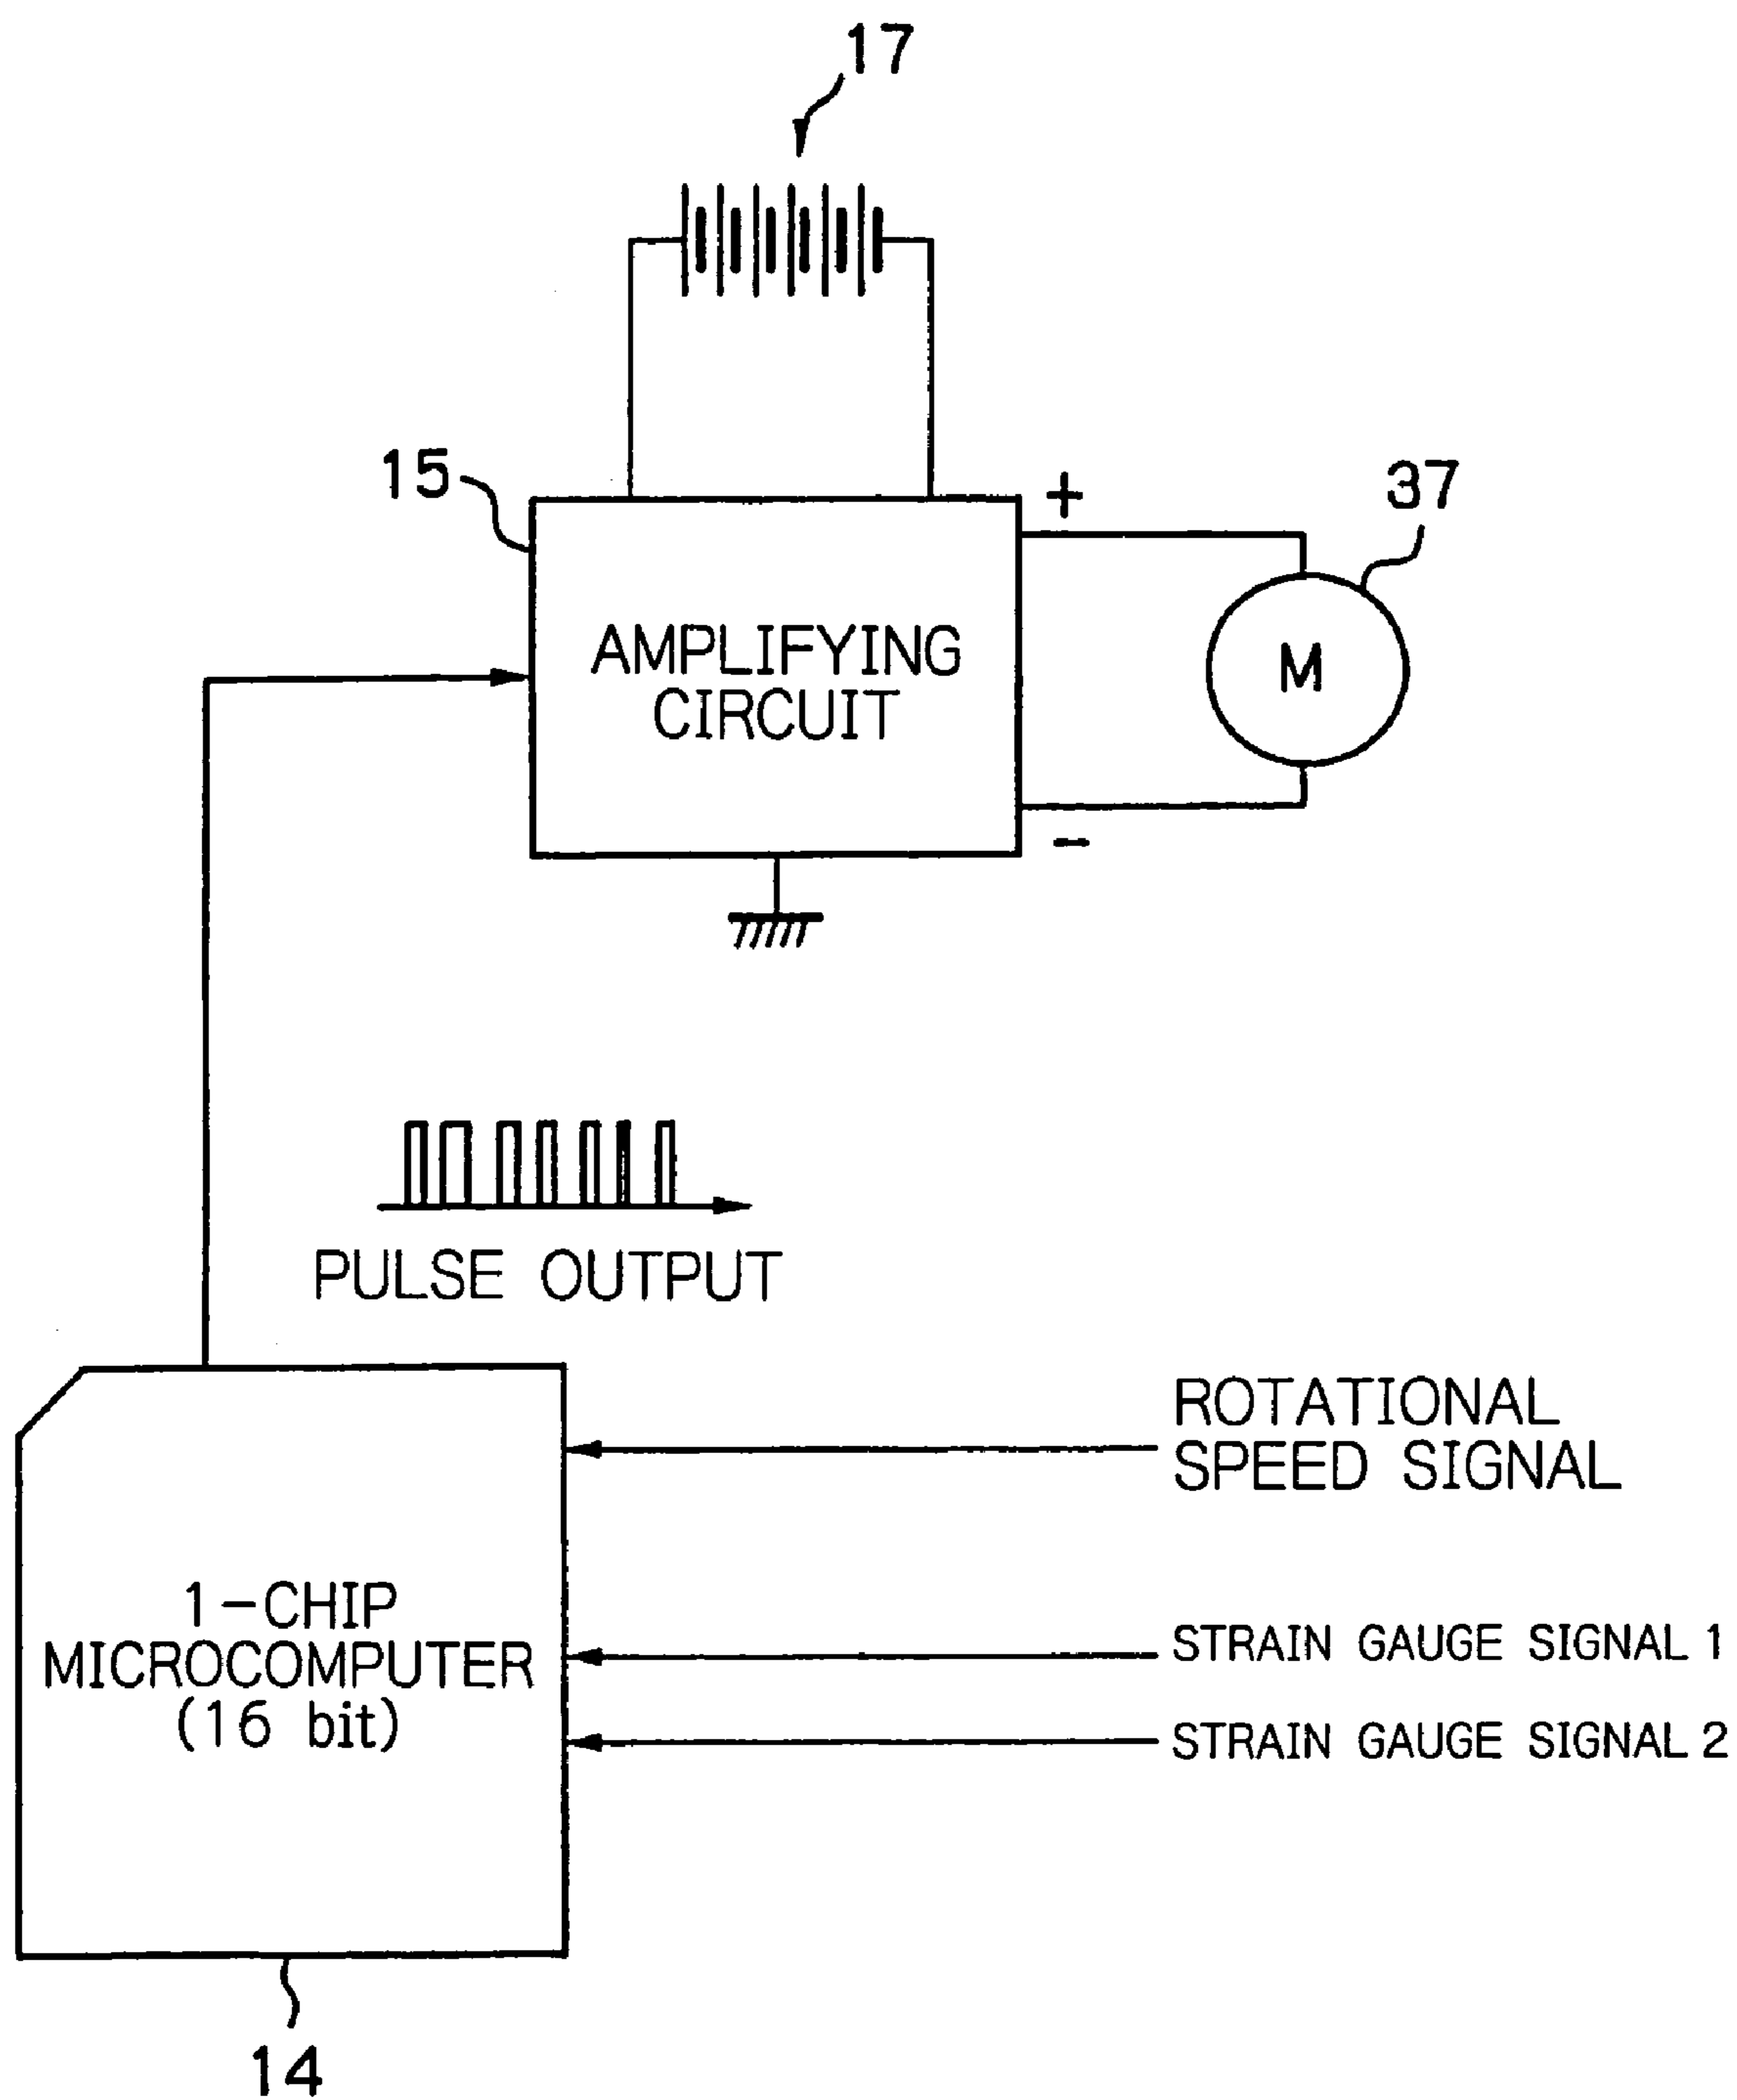 17
15
+
37
AMPLIFYING
CIRCUIT
M
-
PULSE OUTPUT
ROTATIONAL
SPEED SIGNAL
1-CHIP
MICROCOMPUTER
(16 bit)
STRAIN GAUGE SIGNAL 1
STRAIN GAUGE SIGNAL 2
14